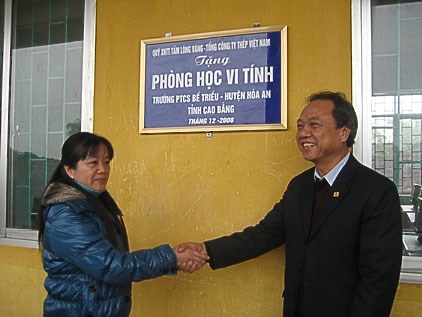 QUỸ XHTT TẤM LÒNG VÀNG - TỔNG CÔNG TY THÉP VIỆT NAM
Tặng
PHÒNG HỌC VI TÍNH
TRƯỜNG PTCS BẾ TRIỀU - HUYỆN HÒA AN
TỈNH CAO BẰNG
THÁNG 12 - 2008